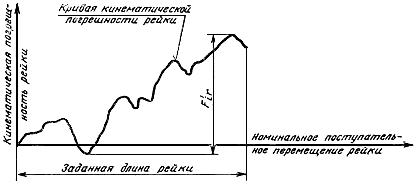 Кинематическая погреш-
ность рейки
Кривая кинематической
погрешности рейки
F'ir
Номинальное поступатель-
ное перемещение рейки
Заданная длина рейки